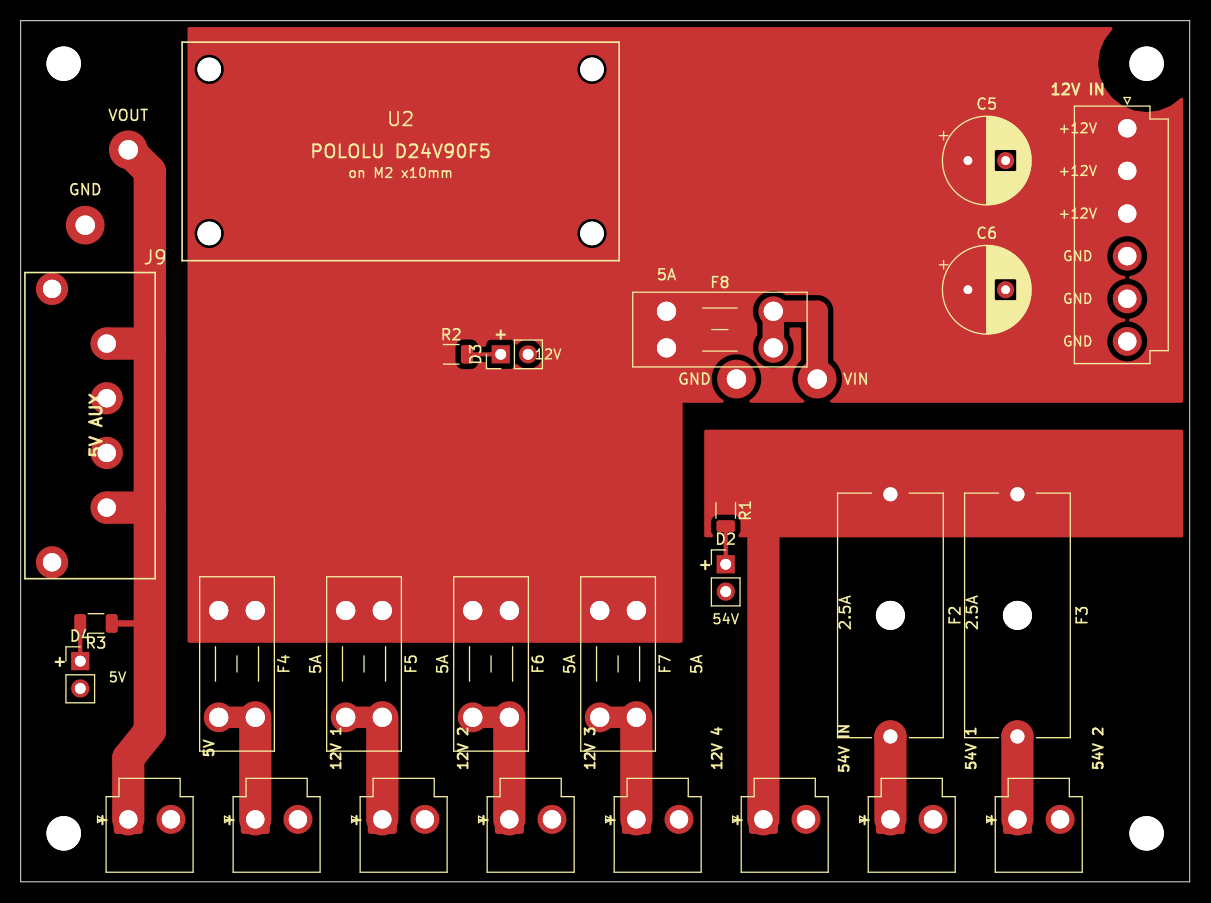 12V IN
C5
VOUT
U2
+12V
POLOLU D24V90F5
on M2 x10mm
+12V
GND
+12V
C6
J9
GND
5A
F8
GND
R2
+
D3
12V
GND
GND
VIN
5V AUX
R1
D2
+
54V
2.5A
F2
2.5A
F3
D4
R3
+
5V
F4
5A
F5
5A
F6
5A
F7
5A
5V
12V 1
12V 2
12V 3
12V 4
54V IN
54V 1
54V 2
+
+
+
+
+
+
+
+